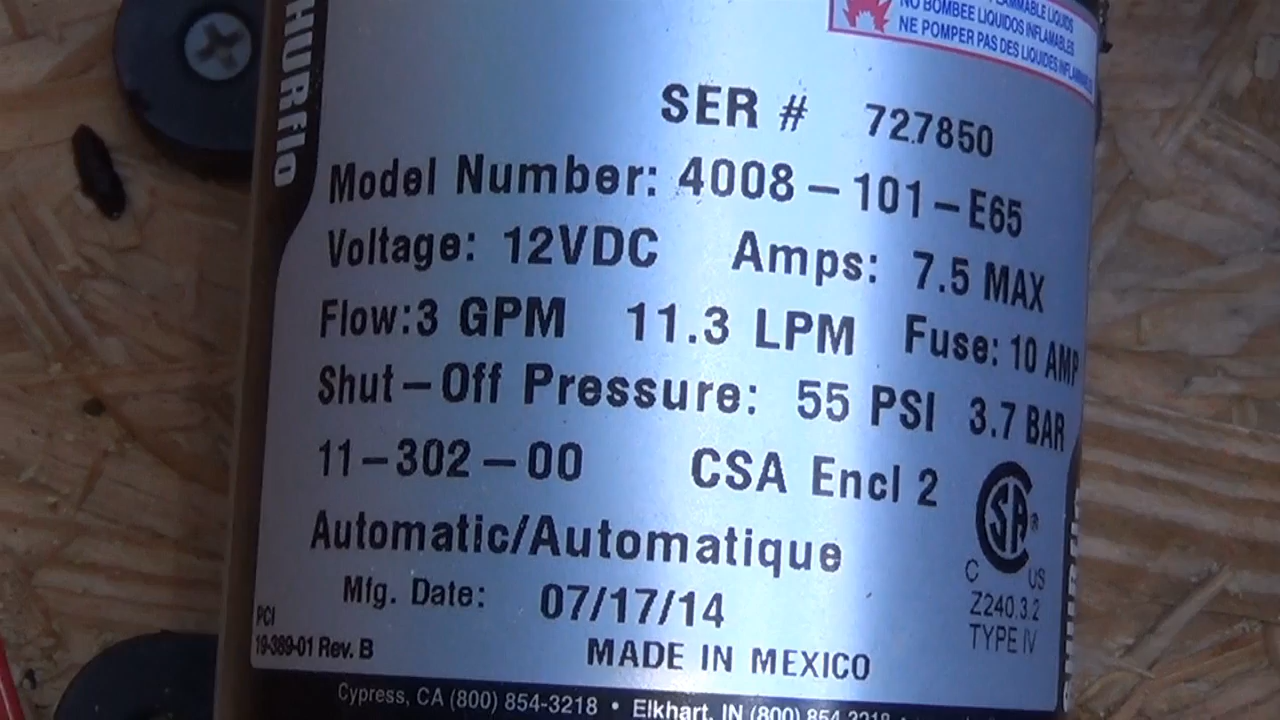 HURflo
FLAMMABLE LIQUIDS
NO BOMBEE LIQUIDOS INFLAMABLES
NE POMPER PAS DES LIQUIDES INFLAMMABLES
SER # 727850
Model Number: 4008-101-E65
Voltage: 12VDC Amps: 7.5 MAX
Flow:3 GPM 11.3 LPM Fuse: 10 AMP
Shut-Off Pressure: 55 PSI 3.7 BAR
11-302-00 CSA Encl 2
Automatic/Automatique
SA®
C US
Z240.3.2
TYPE IV
Mfg. Date: 07/17/14
PCI
19-389-01 Rev. B
MADE IN MEXICO
Cypress, CA (800) 854-3218 • Elkhart, IN (800) 854-3218